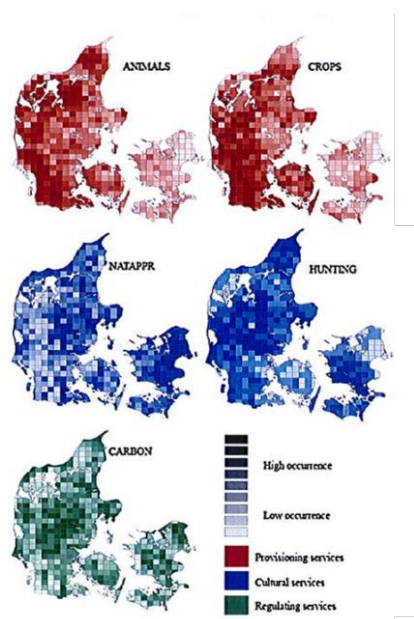 ANIMALS
CROPS
NATAPPR
HUNTING
CARBON
High occurrence
Low occurrence
Provisioning services
Cultural services
Regulating services